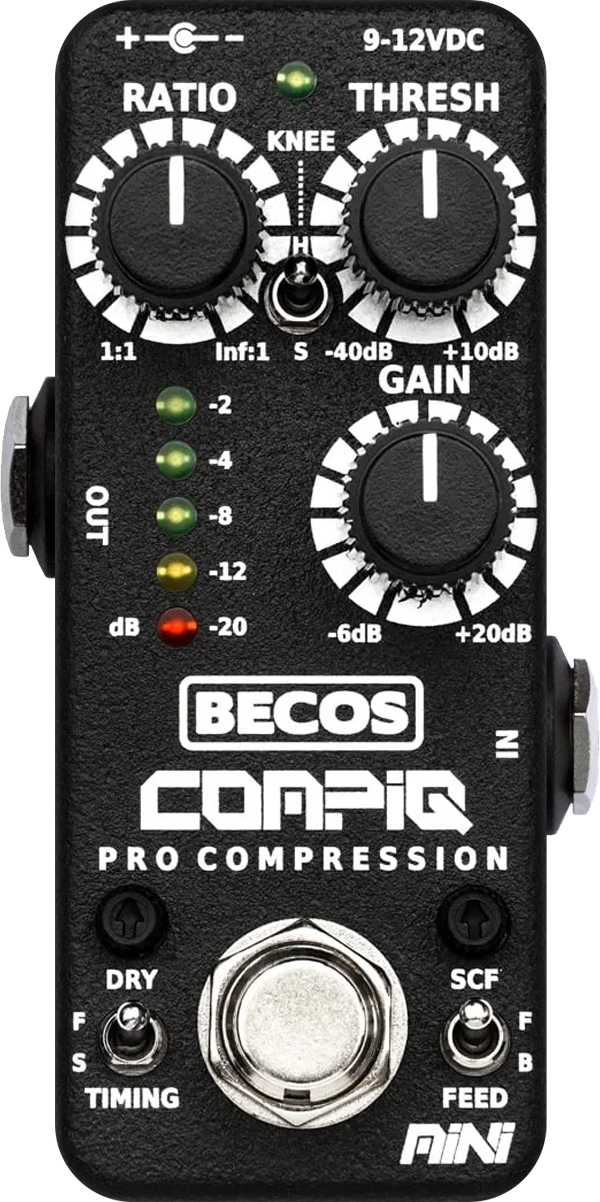 + -
9-12VDC
RATIO
THRESH
KNEE
H
1:1
Inf:1
S
-40dB
+10dB
GAIN
-2
-4
-8
-12
dB
-20
OUT
-6dB
+20dB
BECOS
IN
COMPIQ
PRO COMPRESSION
DRY
SCF
F
F
S
B
TIMING
FEED
MINI